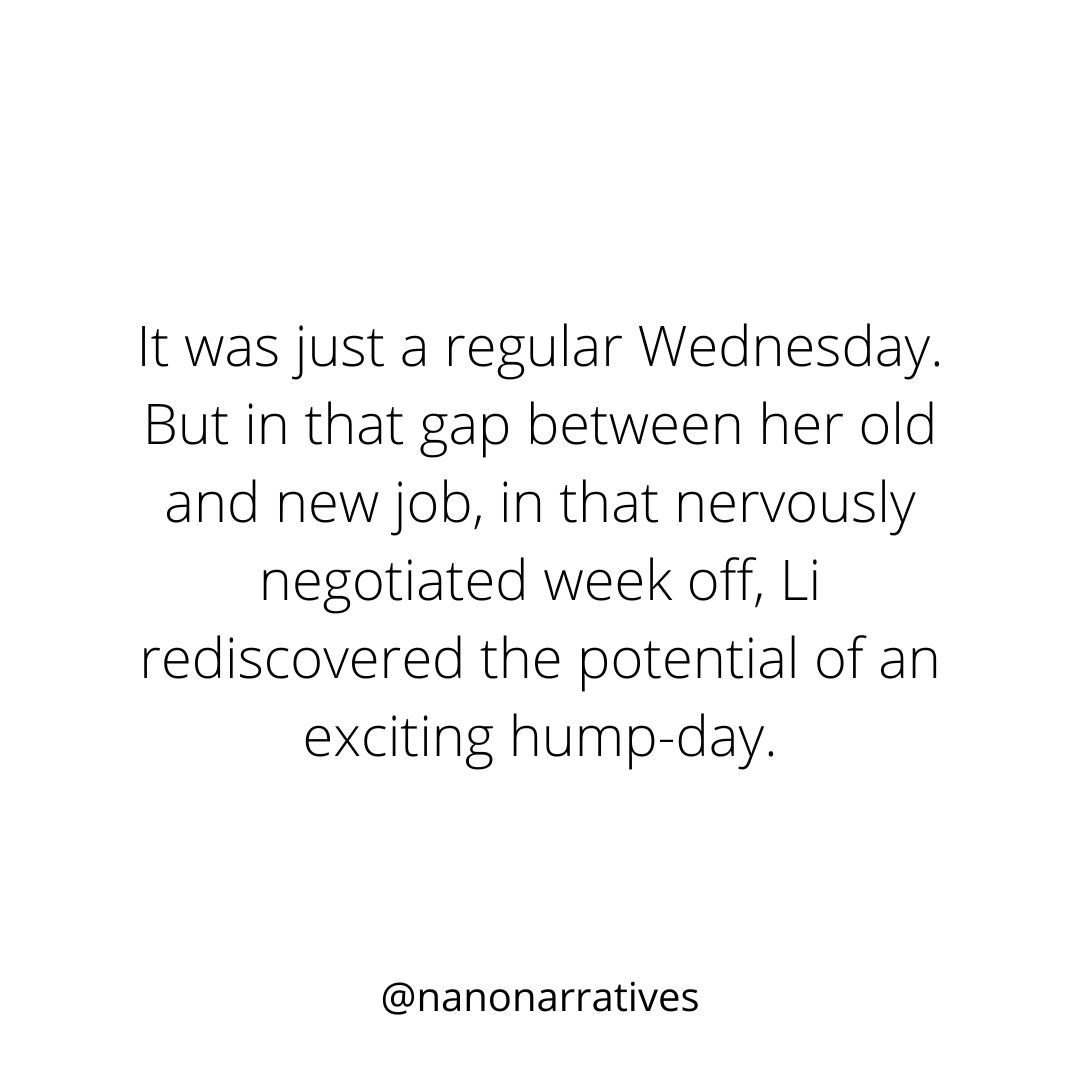 It was just a regular Wednesday.
But in that gap between her old
and new job, in that nervously
negotiated week off, Li
rediscovered the potential of an
exciting hump-day.
@nanonarratives